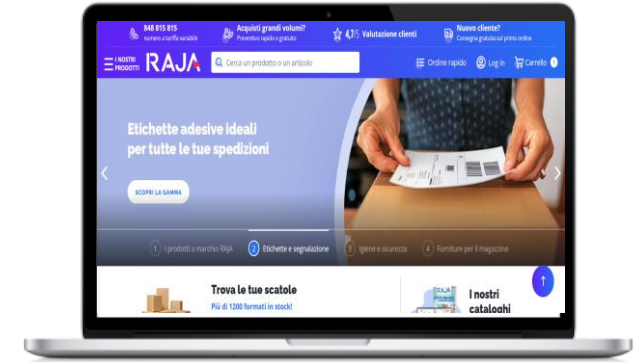 848 815 815
numero a tariffa variabile
Acquisti grandi volumi?
Preventivo rapido e gratuito
4,7/5 Valutazione clienti
Nuovo cliente?
Consegna gratuita sul primo ordine
I NOSTRI
PRODOTTI
RAJA
Cerca un prodotto o un articolo
Ordine rapido
Log in
Carrello
Etichette adesive ideali
per tutte le tue spedizioni
SCOPRI LA GAMMA
1 I prodotti a marchio RAJA
2 Etichette e segnalazione
3 Igiene e sicurezza
4 Forniture per il magazzino
Trova le tue scatole
Più di 1200 formati in stock!
RAJA
I nostri
cataloghi